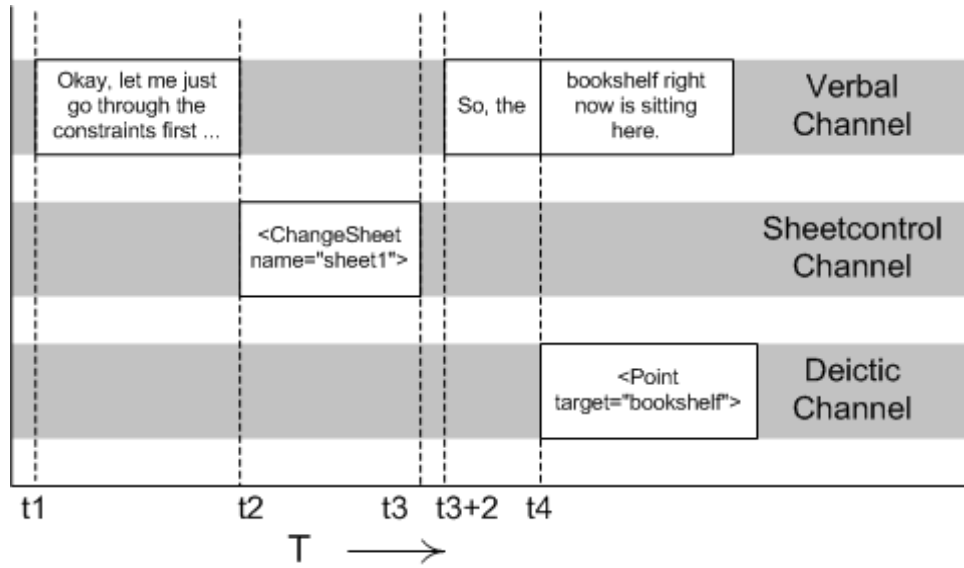 Okay, let me just
go through the
constraints first ...
So, the
bookshelf right
now is sitting
here.
Verbal
Channel
<ChangeSheet
name="sheet1">
Sheetcontrol
Channel
<Point
target="bookshelf">
Deictic
Channel
t1 t2 t3 t3+2 t4
T